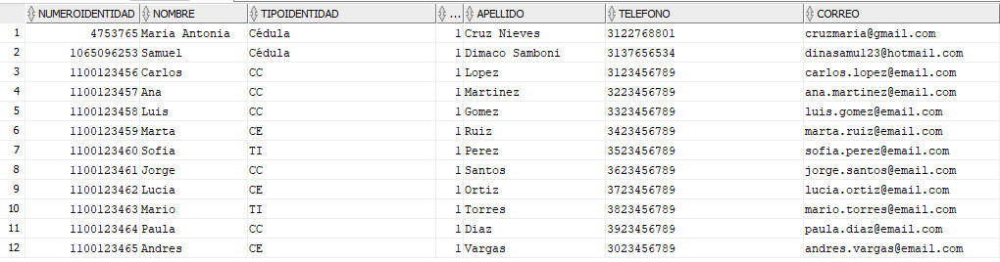 NUMEROIDENTIDAD NOMBRE TIPOIDENTIDAD ... APELLIDO TELEFONO CORREO
1 4753765 Maria Antonia Cédula 1 Cruz Nieves 3122768801 cruzmaria@gmail.com
2 1065096253 Samuel Cédula 1 Dimaco Samboni 3137656534 dinasamul23@hotmail.com
3 1100123456 Carlos CC 1 Lopez 3123456789 carlos.lopez@email.com
4 1100123457 Ana CC 1 Martinez 3223456789 ana.martinez@email.com
5 1100123458 Luis CC 1 Gomez 3323456789 luis.gomez@email.com
6 1100123459 Marta CE 1 Ruiz 3423456789 marta.ruiz@email.com
7 1100123460 Sofia TI 1 Perez 3523456789 sofia.perez@email.com
8 1100123461 Jorge CC 1 Santos 3623456789 jorge.santos@email.com
9 1100123462 Lucia CE 1 Ortiz 3723456789 lucia.ortiz@email.com
10 1100123463 Mario TI 1 Torres 3823456789 mario.torres@email.com
11 1100123464 Paula CC 1 Diaz 3923456789 paula.diaz@email.com
12 1100123465 Andres CE 1 Vargas 3023456789 andres.vargas@email.com